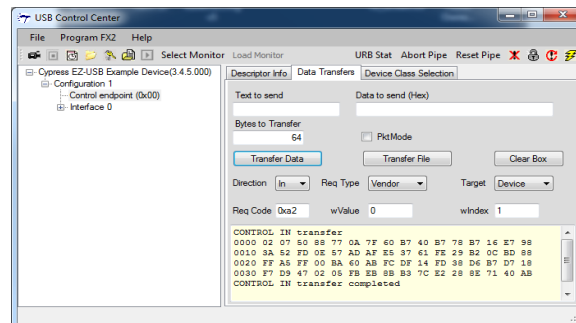 USB Control Center
File Program FX2 Help
Select Monitor Load Monitor URB Stat Abort Pipe Reset Pipe
Cypress EZ-USB Example Device(3.4.5.000)
Configuration 1
Control endpoint (0x00)
Interface 0
Descriptor Info Data Transfers Device Class Selection
Text to send Data to send (Hex)
Bytes to Transfer
64 PktMode
Transfer Data Transfer File Clear Box
Direction In Req Type Vendor Target Device
Req Code 0xa2 wValue 0 wIndex 1
CONTROL IN transfer
0000 02 07 50 88 77 0A 7F 60 B7 40 B7 78 B7 16 E7 98
0010 3A 52 FD 0E 57 AD AF E5 37 61 FE 29 B2 0C BD 88
0020 FF A5 FF 00 BA 60 AB FC DF 14 FD 38 D6 B7 D7 18
0030 F7 D9 47 02 05 FB EB 8B B3 7C E2 28 8E 71 40 AB
CONTROL IN transfer completed